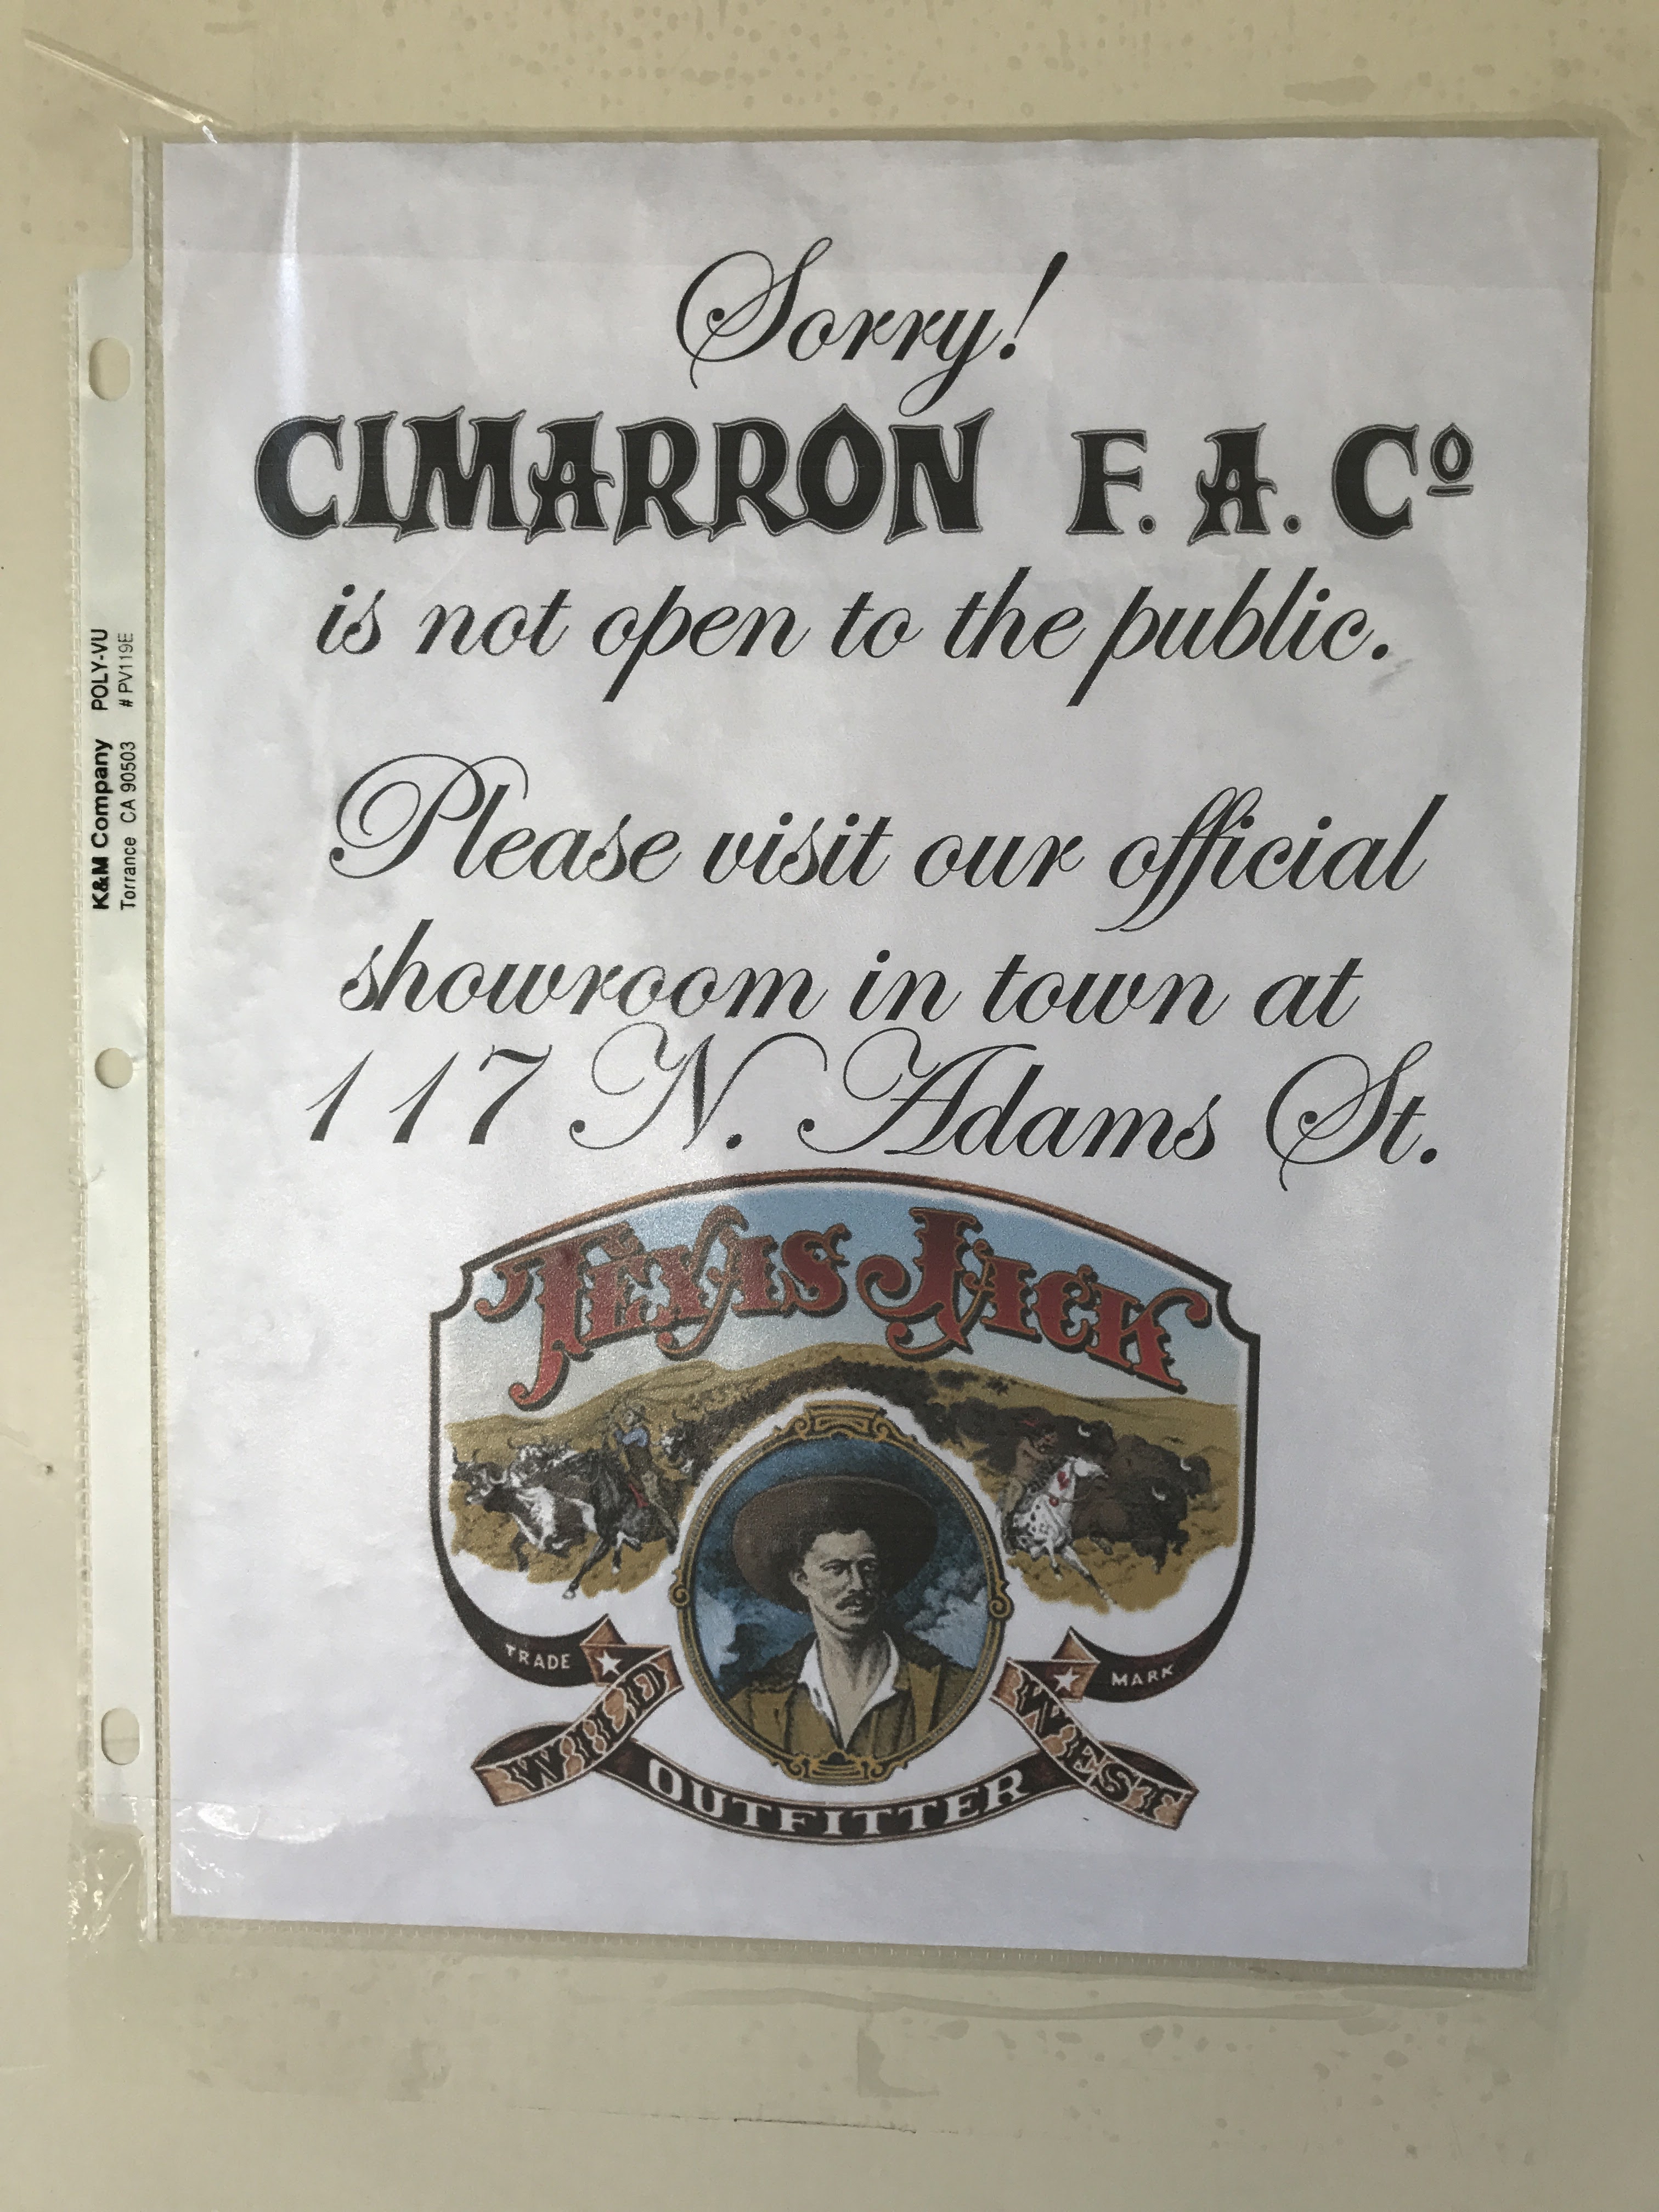 Sorry!
CIMARRON F. A. Cº
is not open to the public.
Please visit our official
showroom in town at
117 N. Adams St.
TEXAS JACK
TRADE MARK
WILD WEST
OUTFITTER
K&M Company POLY-VU
Torrance CA 90503 # PV119E